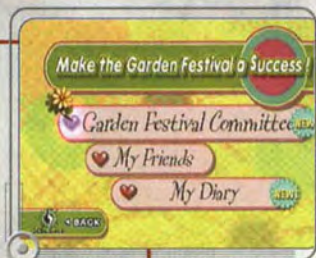 Make the Garden Festival a Success!
Garden Festival Committee NEW
My Friends
My Diary NEW
BACK